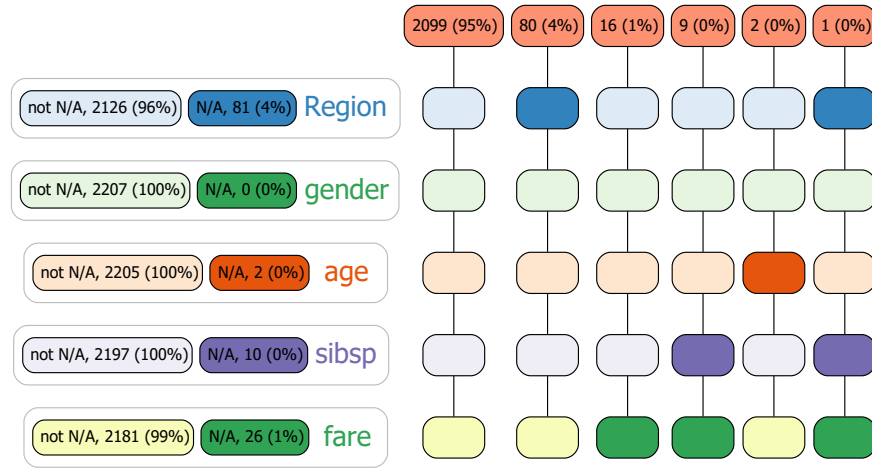 2099 (95%) 80 (4%) 16 (1%) 9 (0%) 2 (0%) 1 (0%)
not N/A, 2126 (96%) N/A, 81 (4%) Region
not N/A, 2207 (100%) N/A, 0 (0%) gender
not N/A, 2205 (100%) N/A, 2 (0%) age
not N/A, 2197 (100%) N/A, 10 (0%) sibsp
not N/A, 2181 (99%) N/A, 26 (1%) fare